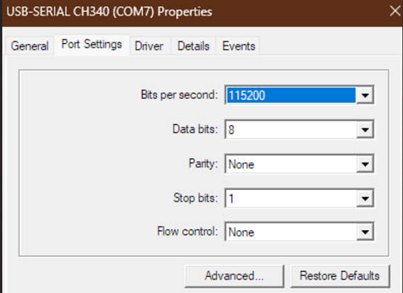 USB-SERIAL CH340 (COM7) Properties
General Port Settings Driver Details Events
Bits per second: 115200
Data bits: 8
Parity: None
Stop bits: 1
Flow control: None
Advanced... Restore Defaults